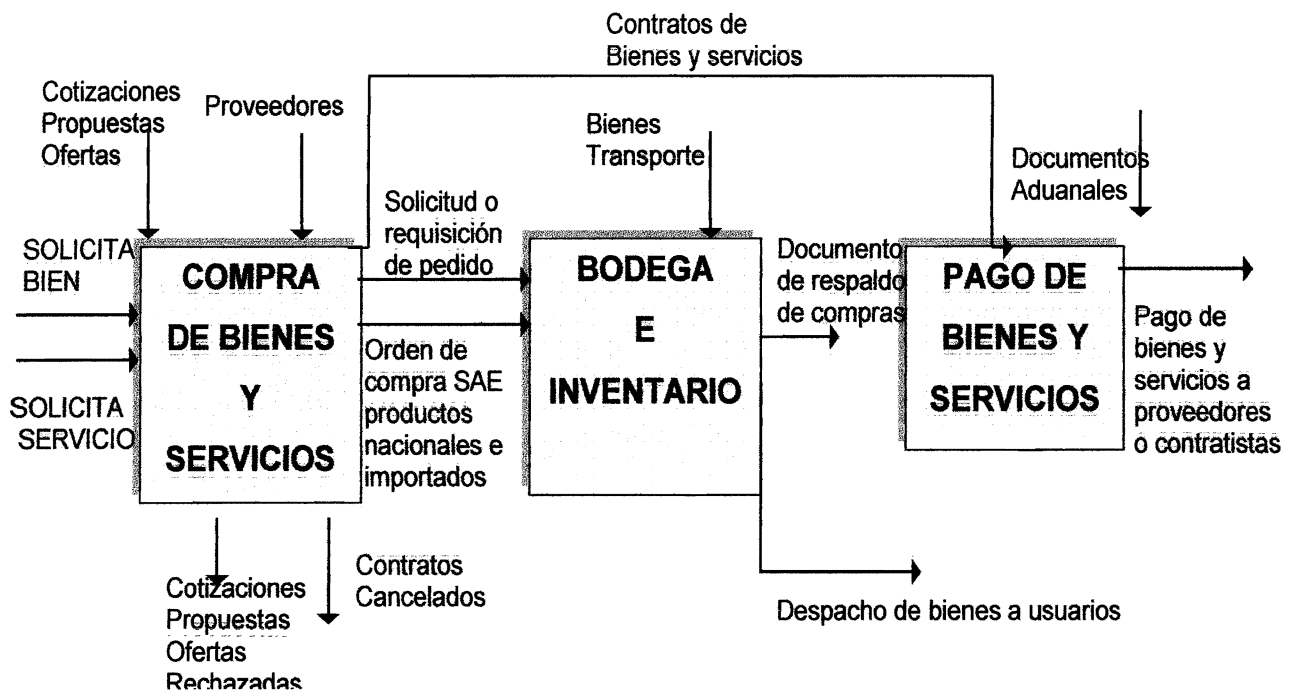 Contratos de
Bienes y servicios
Cotizaciones
Propuestas
Ofertas
Proveedores
Bienes
Transporte
Documentos
Aduanales
SOLICITA
BIEN
SOLICITA
SERVICIO
COMPRA
DE BIENES
Y
SERVICIOS
Solicitud o
requisición
de pedido
Orden de
compra SAE
productos
nacionales e
importados
BODEGA
E
INVENTARIO
Documento
de respaldo
de compras
PAGO DE
BIENES Y
SERVICIOS
Pago de
bienes y
servicios a
proveedores
o contratistas
Cotizaciones
Propuestas
Ofertas
Rechazadas
Contratos
Cancelados
Despacho de bienes a usuarios